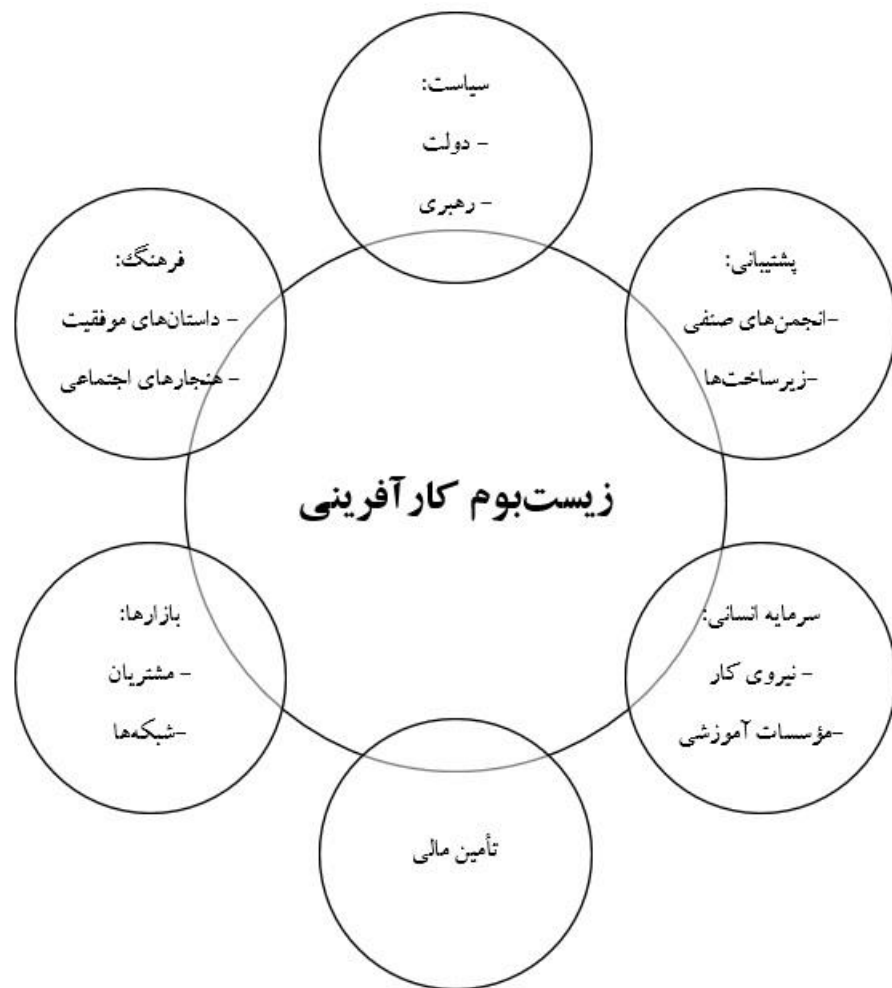 سیاست:
- دولت
- رهبری
پشتیبانی:
-انجمن‌های صنفی
-زیرساخت‌ها
فرهنگ:
- داستان‌های موفقیت
- هنجارهای اجتماعی
زیست‌بوم کارآفرینی
سرمایه انسانی:
- نیروی کار
-مؤسسات آموزشی
بازارها:
- مشتریان
-شبکه‌ها
تأمین مالی